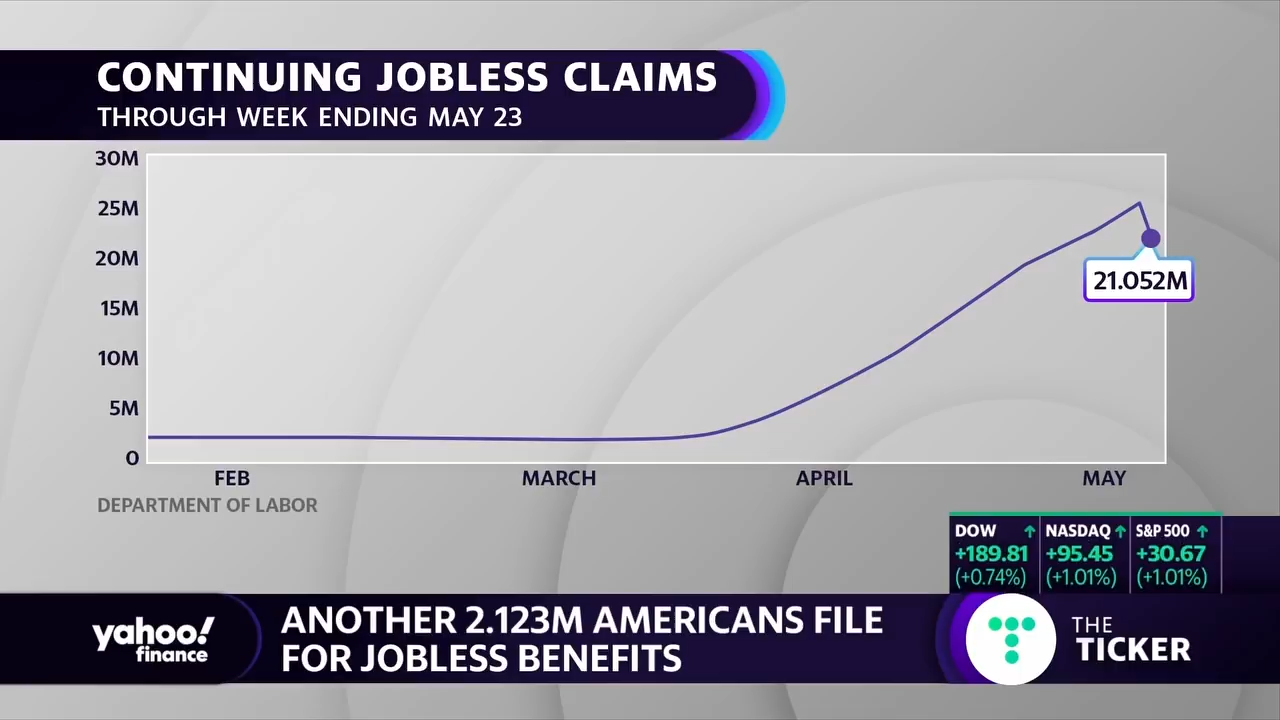 CONTINUING JOBLESS CLAIMS
THROUGH WEEK ENDING MAY 23
30M
25M
20M
15M
10M
5M
0
21.052M
FEB MARCH APRIL MAY
DEPARTMENT OF LABOR
DOW ↑ NASDAQ ↑ S&P 500 ↑
+189.81 +95.45 +30.67
(+0.74%) (+1.01%) (+1.01%)
yahoo!
finance
ANOTHER 2.123M AMERICANS FILE
FOR JOBLESS BENEFITS
THE
TICKER